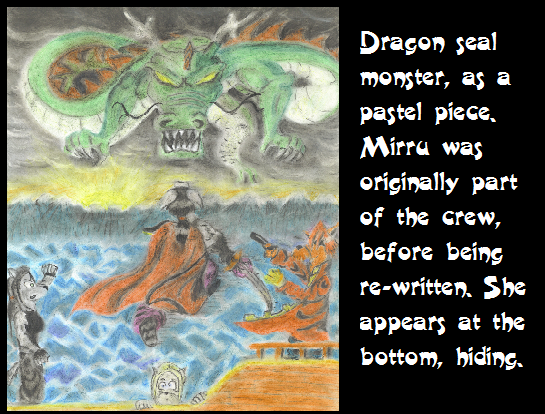 Dragon seal
monster, as a
pastel piece.
Mirru was
originally part
of the crew,
before being
re-written. She
appears at the
bottom, hiding.